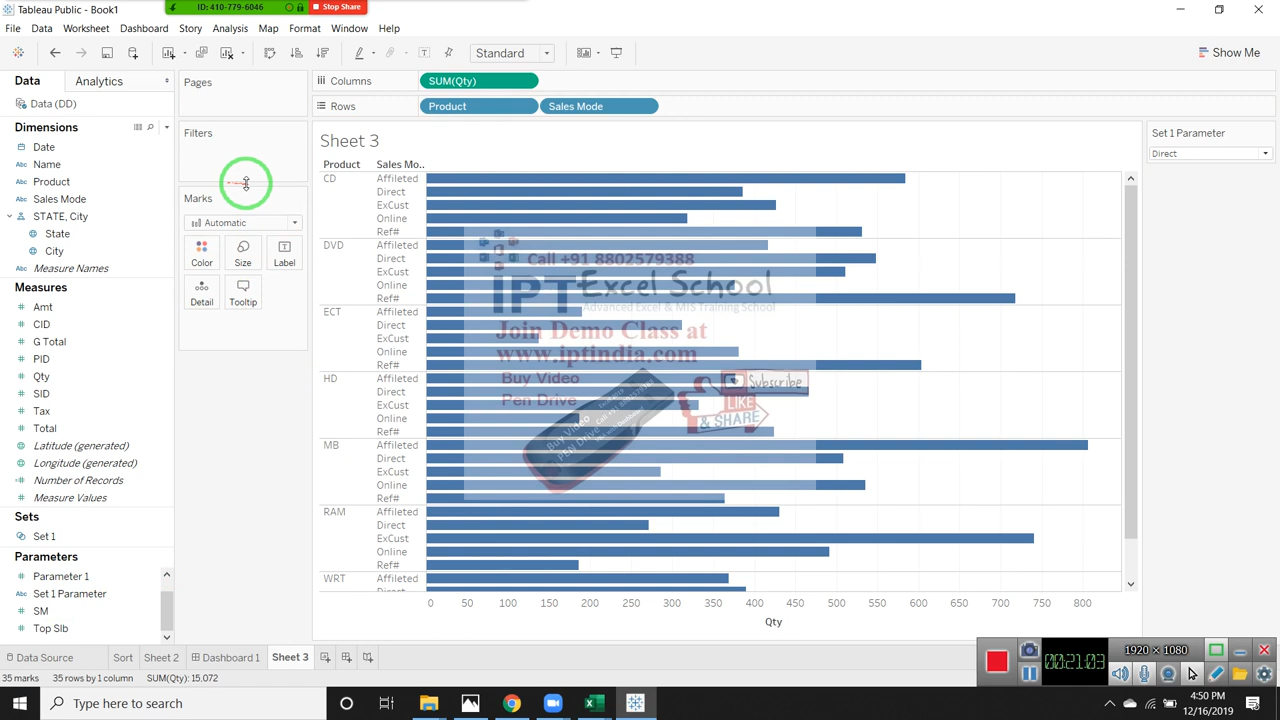 Tableau Public - Book1
ID: 410-779-6046
Stop Share
File Data Worksheet Dashboard Story Analysis Map Format Window Help
Standard
Show Me
Data Analytics
Data (DD)
Dimensions
Date
Name
Product
Sales Mode
STATE, City
State
City
Measure Names
Measures
Amt
CID
G Total
PID
Qty
SID
Tax
Total
Latitude (generated)
Longitude (generated)
Number of Records
Measure Values
Sets
Set 1
Parameters
Parameter 1
Set 1 Parameter
SM
Top Slb
Pages
Filters
Marks
Automatic
Color Size Label
Detail Tooltip
Columns SUM(Qty)
Rows Product Sales Mode
Sheet 3
Product Sales Mo..
CD Affileted
Direct
ExCust
Online
Ref#
DVD Affileted
Direct
ExCust
Online
Ref#
ECT Affileted
Direct
ExCust
Online
Ref#
HD Affileted
Direct
ExCust
Online
Ref#
MB Affileted
Direct
ExCust
Online
Ref#
RAM Affileted
Direct
ExCust
Online
Ref#
WRT Affileted
Direct
0 50 100 150 200 250 300 350 400 450 500 550 600 650 700 750 800
Qty
Call +91 8802579388
iPT Excel School
Advanced Excel & MIS Training School
Join Demo Class at
www.iptindia.com
Buy Video
Pen Drive
Subscribe
LIKE
& SHARE
Set 1 Parameter
Direct
Data Source Sort Sheet 2 Dashboard 1 Sheet 3
35 marks 35 rows by 1 column SUM(Qty): 15,072
1920 × 1080
00:21:03
Type here to search
4:50 PM
12/16/2019